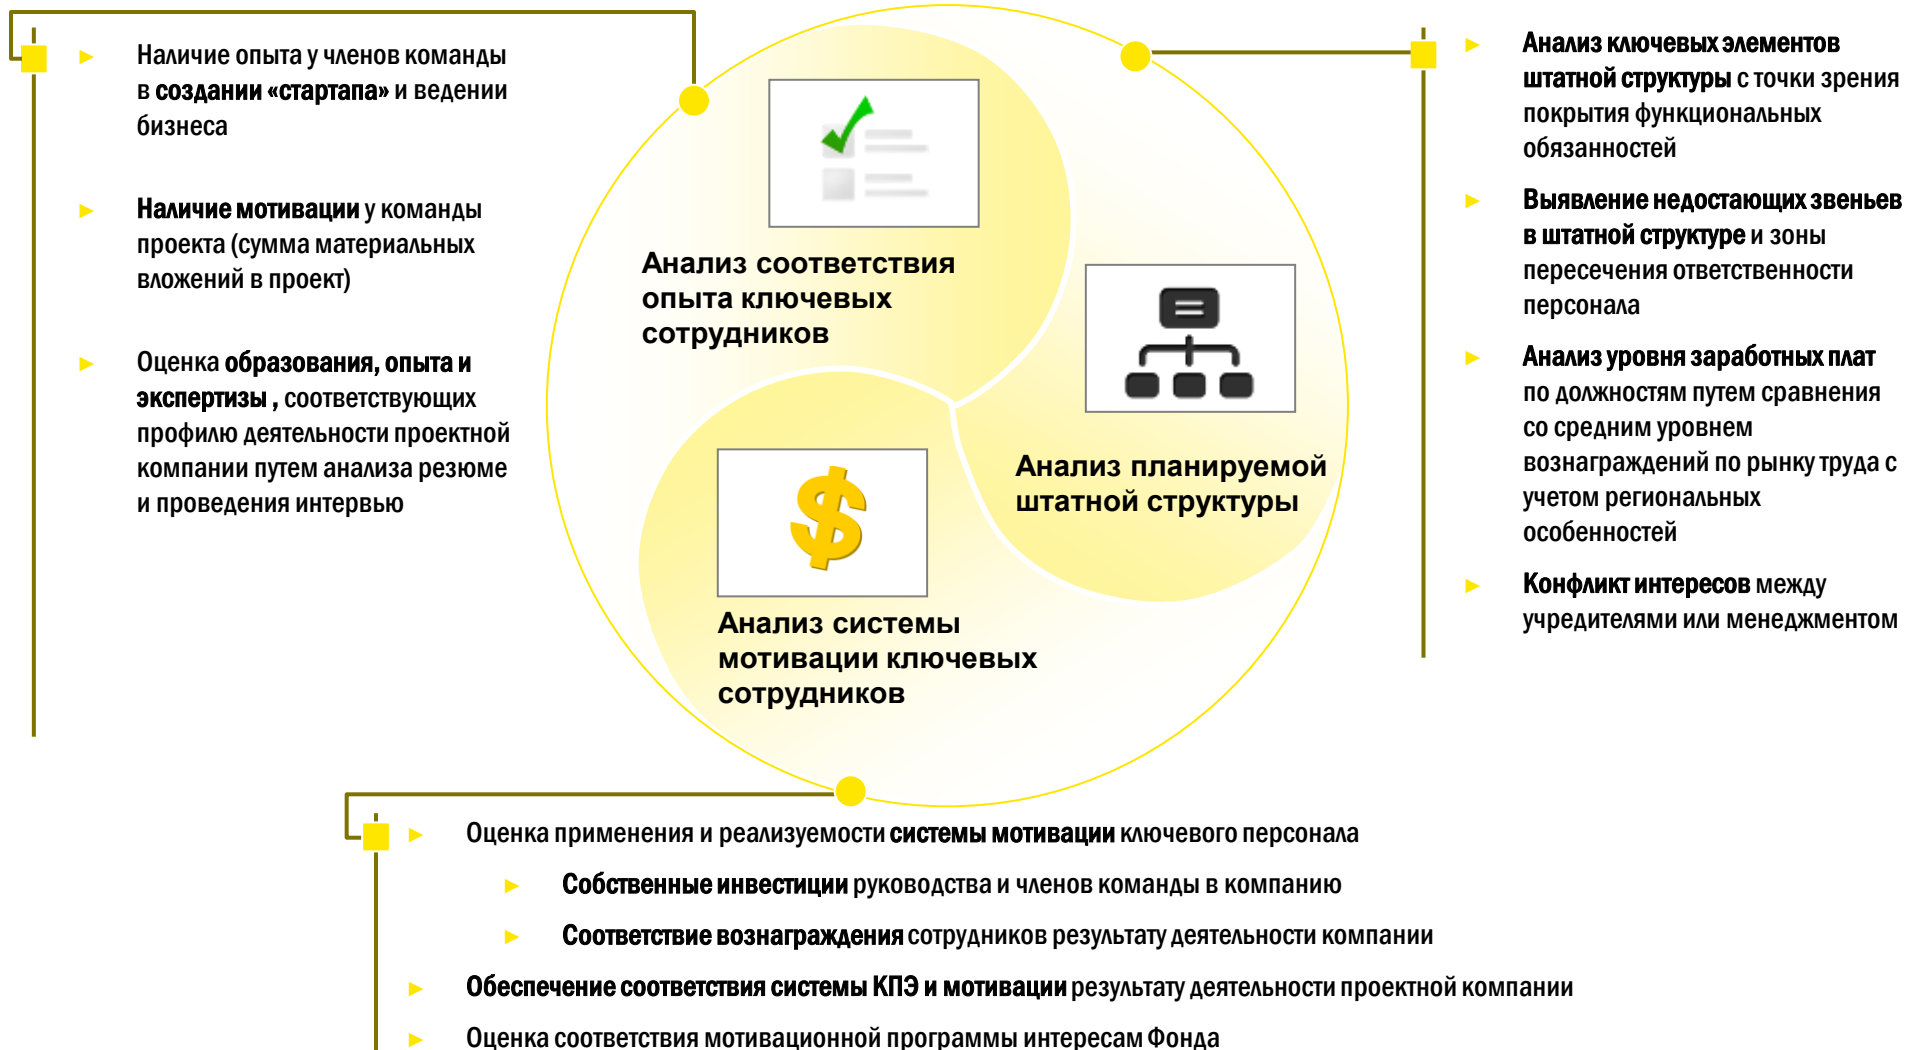 Наличие опыта у членов команды
в создании «стартапа» и ведении
бизнеса
Наличие мотивации у команды
проекта (сумма материальных
вложений в проект)
Оценка образования, опыта и
экспертизы , соответствующих
профилю деятельности проектной
компании путем анализа резюме
и проведения интервью
Анализ соответствия
опыта ключевых
сотрудников
Анализ планируемой
штатной структуры
Анализ системы
мотивации ключевых
сотрудников
Анализ ключевых элементов
штатной структуры с точки зрения
покрытия функциональных
обязанностей
Выявление недостающих звеньев
в штатной структуре и зоны
пересечения ответственности
персонала
Анализ уровня заработных плат
по должностям путем сравнения
со средним уровнем
вознаграждений по рынку труда с
учетом региональных
особенностей
Конфликт интересов между
учредителями или менеджментом
Оценка применения и реализуемости системы мотивации ключевого персонала
Собственные инвестиции руководства и членов команды в компанию
Соответствие вознаграждения сотрудников результату деятельности компании
Обеспечение соответствия системы КПЭ и мотивации результату деятельности проектной компании
Оценка соответствия мотивационной программы интересам Фонда